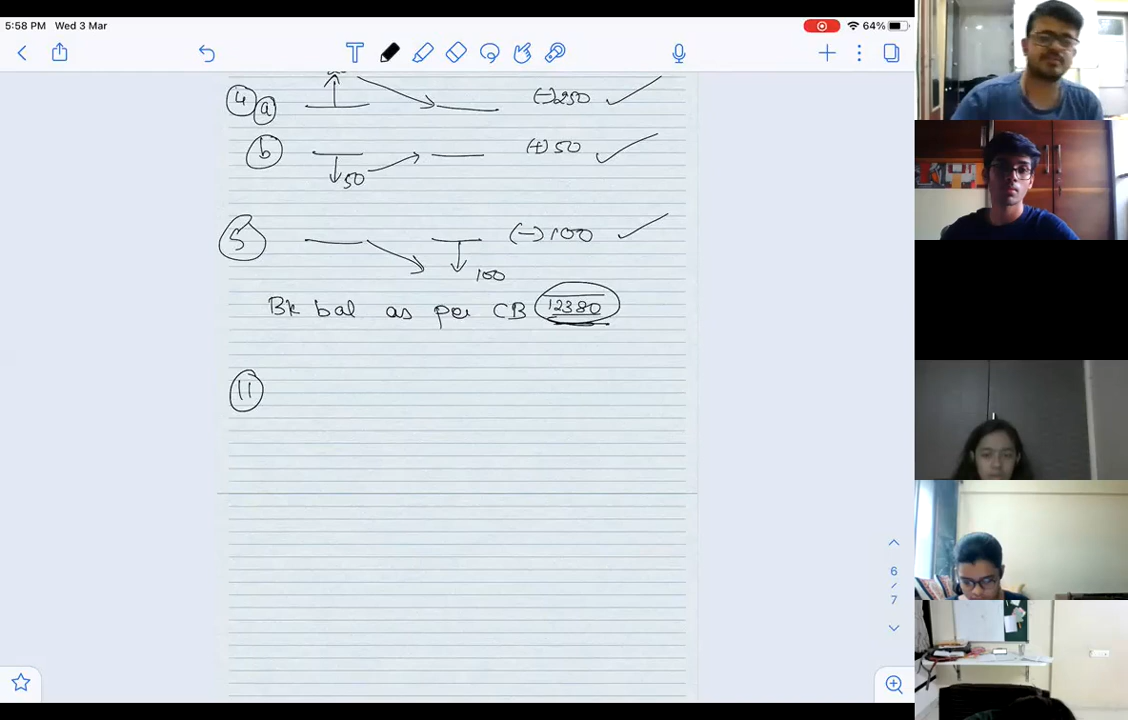 5:58 PM Wed 3 Mar
64%
T
4 a (-)250
b 50 (+) 50
5 100 (-) 100
Bk bal as per CB 12380
11
6
/
7